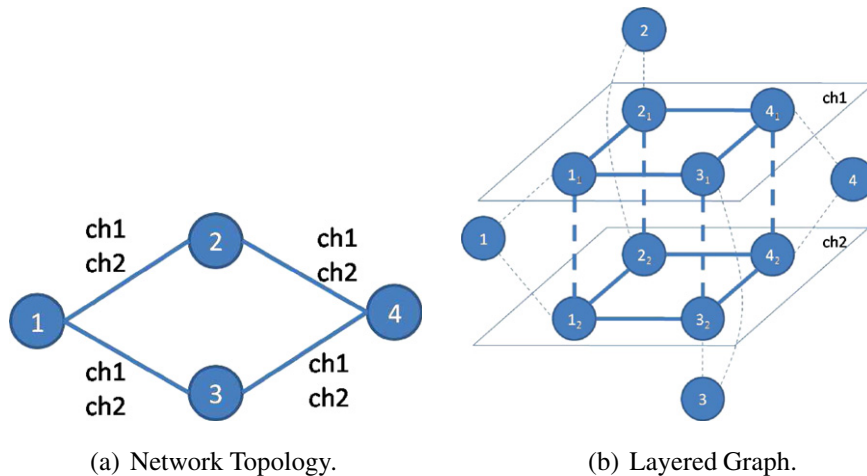 ch1
ch2
2
ch1
ch2
1
4
ch1
ch2
3
ch1
ch2
2
ch1
2₁
4₁
1₁
3₁
4
1
ch2
2₂
4₂
1₂
3₂
3
(a) Network Topology.
(b) Layered Graph.